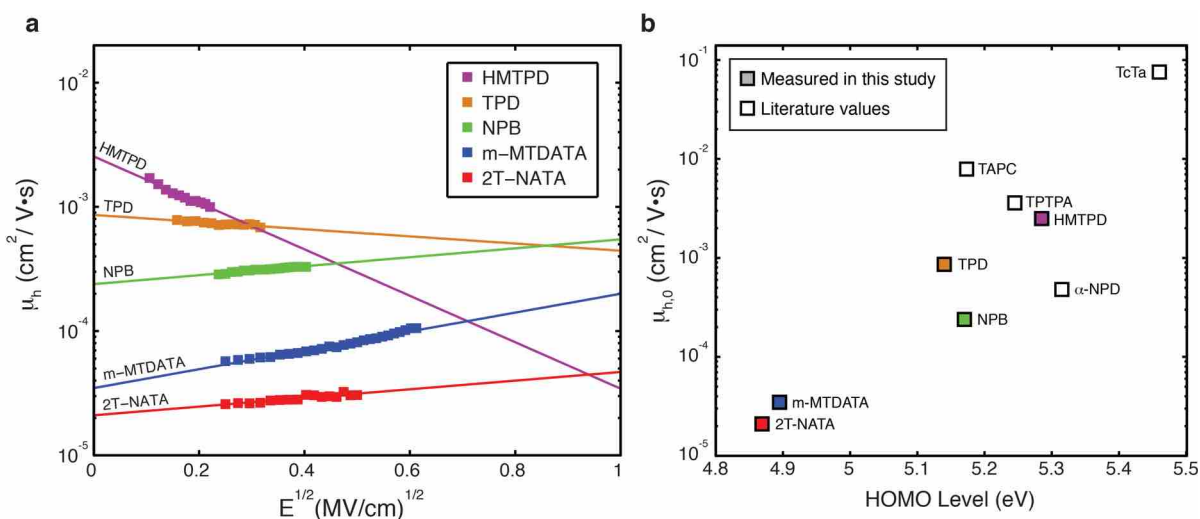 a
10⁻²
10⁻³
10⁻⁴
10⁻⁵
μₕ (cm²/ V•s)
HMTPD
TPD
NPB
m−MTDATA
2T−NATA
HMTPD
TPD
NPB
m−MTDATA
2T−NATA
0 0.2 0.4 0.6 0.8 1
E^1/2 (MV/cm)^1/2
b
10⁻¹
10⁻²
10⁻³
10⁻⁴
10⁻⁵
μₕ,₀ (cm²/ V•s)
Measured in this study
Literature values
TcTa
TAPC
TPTPA
HMTPD
TPD
α-NPD
NPB
m-MTDATA
2T-NATA
4.8 4.9 5 5.1 5.2 5.3 5.4 5.5
HOMO Level (eV)